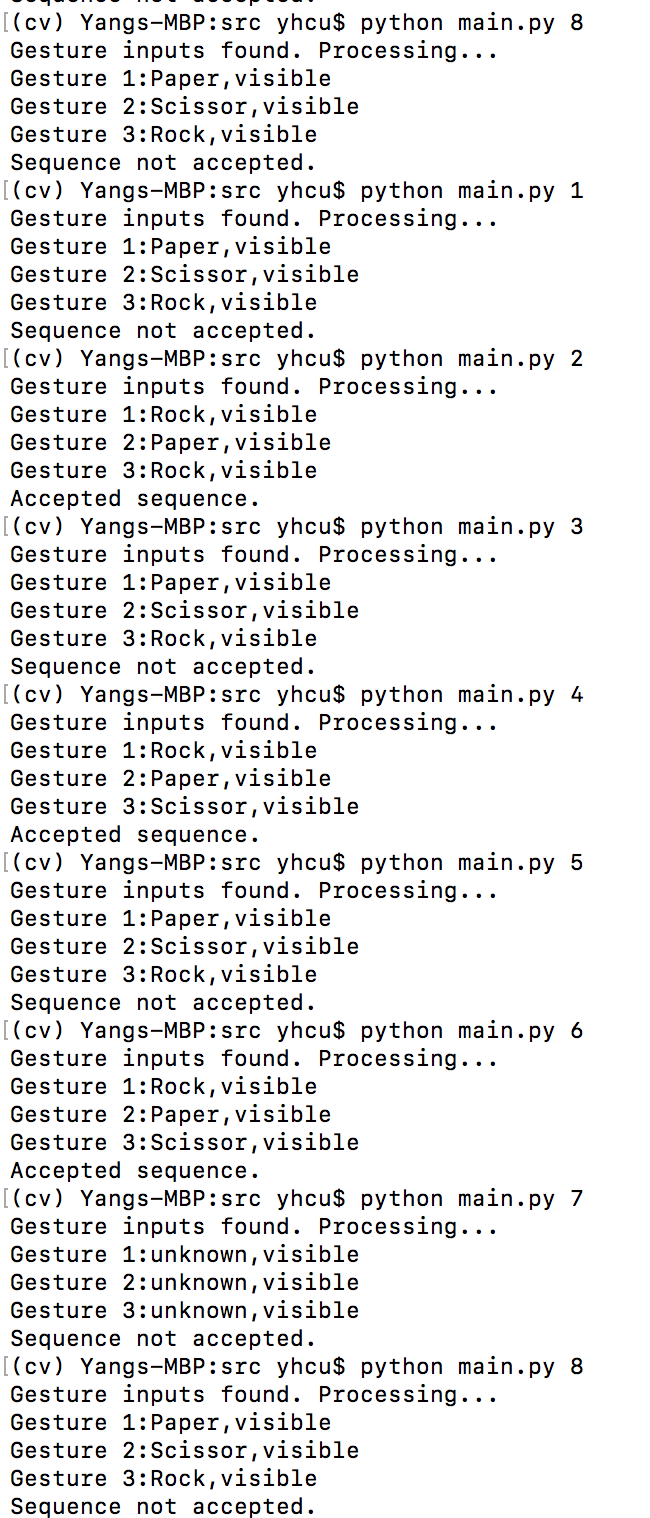 Sequence not accepted.
[(cv) Yangs-MBP:src yhcu$ python main.py 8
Gesture inputs found. Processing...
Gesture 1:Paper,visible
Gesture 2:Scissor,visible
Gesture 3:Rock,visible
Sequence not accepted.
[(cv) Yangs-MBP:src yhcu$ python main.py 1
Gesture inputs found. Processing...
Gesture 1:Paper,visible
Gesture 2:Scissor,visible
Gesture 3:Rock,visible
Sequence not accepted.
[(cv) Yangs-MBP:src yhcu$ python main.py 2
Gesture inputs found. Processing...
Gesture 1:Rock,visible
Gesture 2:Paper,visible
Gesture 3:Rock,visible
Accepted sequence.
[(cv) Yangs-MBP:src yhcu$ python main.py 3
Gesture inputs found. Processing...
Gesture 1:Paper,visible
Gesture 2:Scissor,visible
Gesture 3:Rock,visible
Sequence not accepted.
[(cv) Yangs-MBP:src yhcu$ python main.py 4
Gesture inputs found. Processing...
Gesture 1:Rock,visible
Gesture 2:Paper,visible
Gesture 3:Scissor,visible
Accepted sequence.
[(cv) Yangs-MBP:src yhcu$ python main.py 5
Gesture inputs found. Processing...
Gesture 1:Paper,visible
Gesture 2:Scissor,visible
Gesture 3:Rock,visible
Sequence not accepted.
[(cv) Yangs-MBP:src yhcu$ python main.py 6
Gesture inputs found. Processing...
Gesture 1:Rock,visible
Gesture 2:Paper,visible
Gesture 3:Scissor,visible
Accepted sequence.
[(cv) Yangs-MBP:src yhcu$ python main.py 7
Gesture inputs found. Processing...
Gesture 1:unknown,visible
Gesture 2:unknown,visible
Gesture 3:unknown,visible
Sequence not accepted.
[(cv) Yangs-MBP:src yhcu$ python main.py 8
Gesture inputs found. Processing...
Gesture 1:Paper,visible
Gesture 2:Scissor,visible
Gesture 3:Rock,visible
Sequence not accepted.